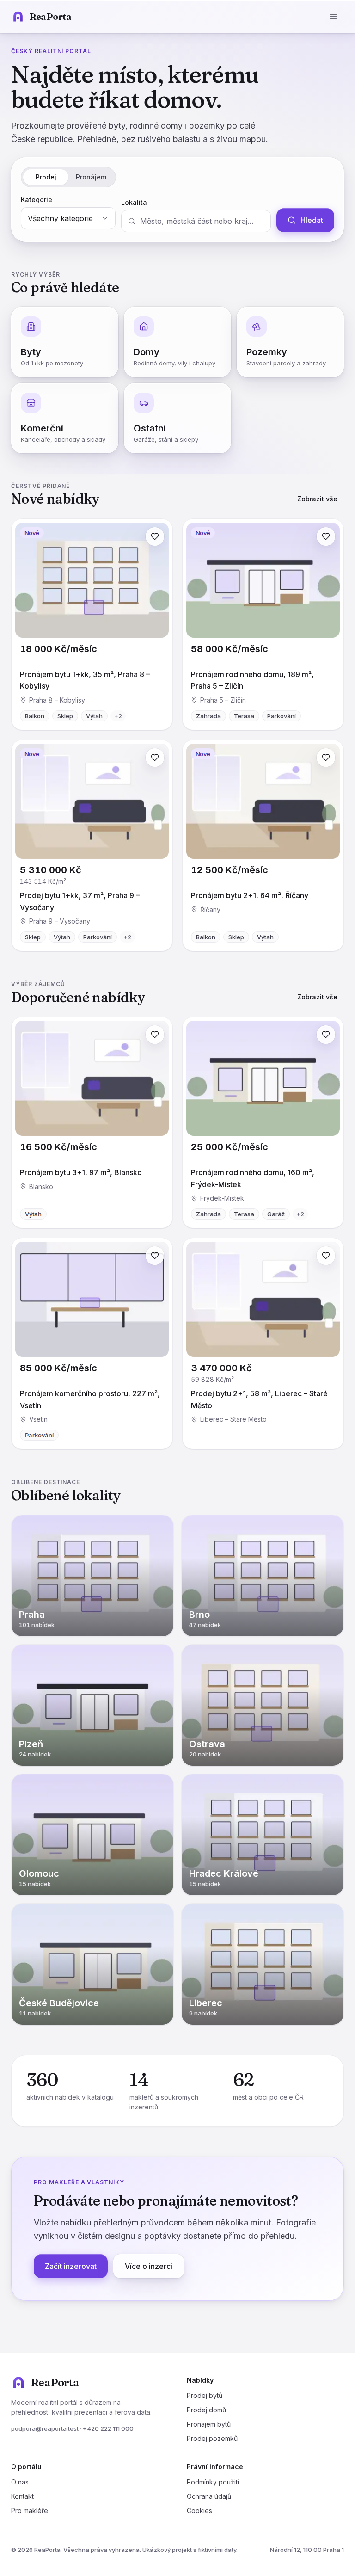 ReaPorta
ČESKÝ REALITNÍ PORTÁL
Najděte místo, kterému
budete říkat domov.
Prozkoumejte prověřené byty, rodinné domy i pozemky po celé
České republice. Přehledně, bez rušivého balastu a s živou mapou.
Prodej
Pronájem
Kategorie
Všechny kategorie
Lokalita
Město, městská část nebo kraj…
Hledat
RYCHLÝ VÝBĚR
Co právě hledáte
Byty
Od 1+kk po mezonety
Domy
Rodinné domy, vily i chalupy
Pozemky
Stavební parcely a zahrady
Komerční
Kanceláře, obchody a sklady
Ostatní
Garáže, stání a sklepy
ČERSTVĚ PŘIDANÉ
Nové nabídky
Zobrazit vše
Nové
18 000 Kč/měsíc
Pronájem bytu 1+kk, 35 m², Praha 8 –
Kobylisy
Praha 8 – Kobylisy
Balkon
Sklep
Výtah
+2
Nové
58 000 Kč/měsíc
Pronájem rodinného domu, 189 m²,
Praha 5 – Zličín
Praha 5 – Zličín
Zahrada
Terasa
Parkování
Nové
5 310 000 Kč
143 514 Kč/m²
Prodej bytu 1+kk, 37 m², Praha 9 –
Vysočany
Praha 9 – Vysočany
Sklep
Výtah
Parkování
+2
Nové
12 500 Kč/měsíc
Pronájem bytu 2+1, 64 m², Říčany
Říčany
Balkon
Sklep
Výtah
VÝBĚR ZÁJEMCŮ
Doporučené nabídky
Zobrazit vše
16 500 Kč/měsíc
Pronájem bytu 3+1, 97 m², Blansko
Blansko
Výtah
25 000 Kč/měsíc
Pronájem rodinného domu, 160 m²,
Frýdek-Místek
Frýdek-Místek
Zahrada
Terasa
Garáž
+2
85 000 Kč/měsíc
Pronájem komerčního prostoru, 227 m²,
Vsetín
Vsetín
Parkování
3 470 000 Kč
59 828 Kč/m²
Prodej bytu 2+1, 58 m², Liberec – Staré
Město
Liberec – Staré Město
OBLÍBENÉ DESTINACE
Oblíbené lokality
Praha
101 nabídek
Brno
47 nabídek
Plzeň
24 nabídek
Ostrava
20 nabídek
Olomouc
15 nabídek
Hradec Králové
15 nabídek
České Budějovice
11 nabídek
Liberec
9 nabídek
360
aktivních nabídek v katalogu
14
makléřů a soukromých
inzerentů
62
měst a obcí po celé ČR
PRO MAKLÉŘE A VLASTNÍKY
Prodáváte nebo pronajímáte nemovitost?
Vložte nabídku přehledným průvodcem během několika minut. Fotografie
vyniknou v čistém designu a poptávky dostanete přímo do přehledu.
Začít inzerovat
Více o inzerci
ReaPorta
Moderní realitní portál s důrazem na
přehlednost, kvalitní prezentaci a férová data.
podpora@reaporta.test · +420 222 111 000
Nabídky
Prodej bytů
Prodej domů
Pronájem bytů
Prodej pozemků
O portálu
O nás
Kontakt
Pro makléře
Právní informace
Podmínky použití
Ochrana údajů
Cookies
© 2026 ReaPorta. Všechna práva vyhrazena. Ukázkový projekt s fiktivními daty.
Národní 12, 110 00 Praha 1